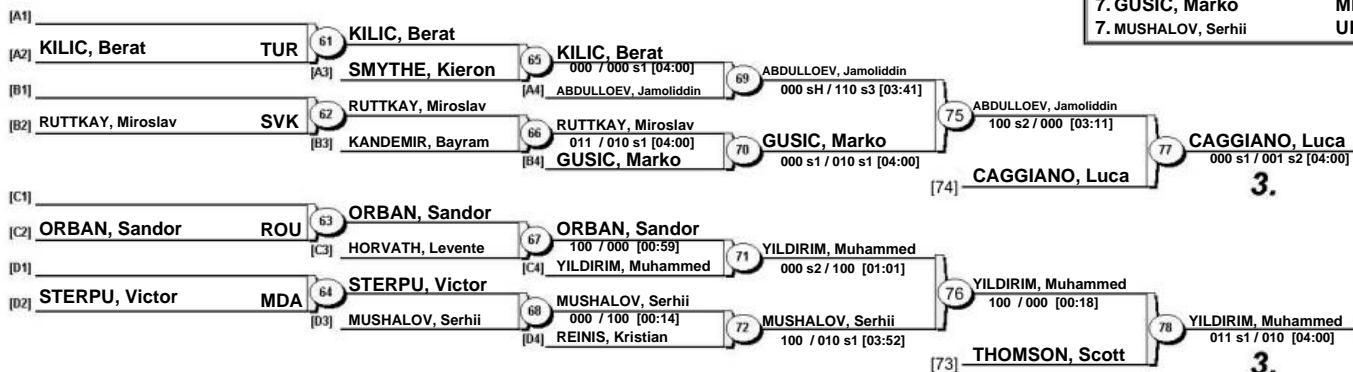 7. GUSIC, Marko
7. MUSHALOV, Serhii
[A1]
[A2] KILIC, Berat TUR
61
KILIC, Berat
[A3] SMYTHE, Kieron
65
KILIC, Berat
000 / 000 s1 [04:00]
[A4] ABDULLOEV, Jamoliddin
69
ABDULLOEV, Jamoliddin
000 sH / 110 s3 [03:41]
[B1]
[B2] RUTTKAY, Miroslav SVK
62
RUTTKAY, Miroslav
[B3] KANDEMIR, Bayram
66
RUTTKAY, Miroslav
011 / 010 s1 [04:00]
[B4] GUSIC, Marko
70
GUSIC, Marko
000 s1 / 010 s1 [04:00]
75
ABDULLOEV, Jamoliddin
100 s2 / 000 [03:11]
[74] CAGGIANO, Luca
77
CAGGIANO, Luca
000 s1 / 001 s2 [04:00]
3.
[C1]
[C2] ORBAN, Sandor ROU
63
ORBAN, Sandor
[C3] HORVATH, Levente
67
ORBAN, Sandor
100 / 000 [00:59]
[C4] YILDIRIM, Muhammed
71
YILDIRIM, Muhammed
000 s2 / 100 [01:01]
[D1]
[D2] STERPU, Victor MDA
64
STERPU, Victor
[D3] MUSHALOV, Serhii
68
MUSHALOV, Serhii
000 / 100 [00:14]
[D4] REINIS, Kristian
72
MUSHALOV, Serhii
100 / 010 s1 [03:52]
76
YILDIRIM, Muhammed
100 / 000 [00:18]
[73] THOMSON, Scott
78
YILDIRIM, Muhammed
011 s1 / 010 [04:00]
3.